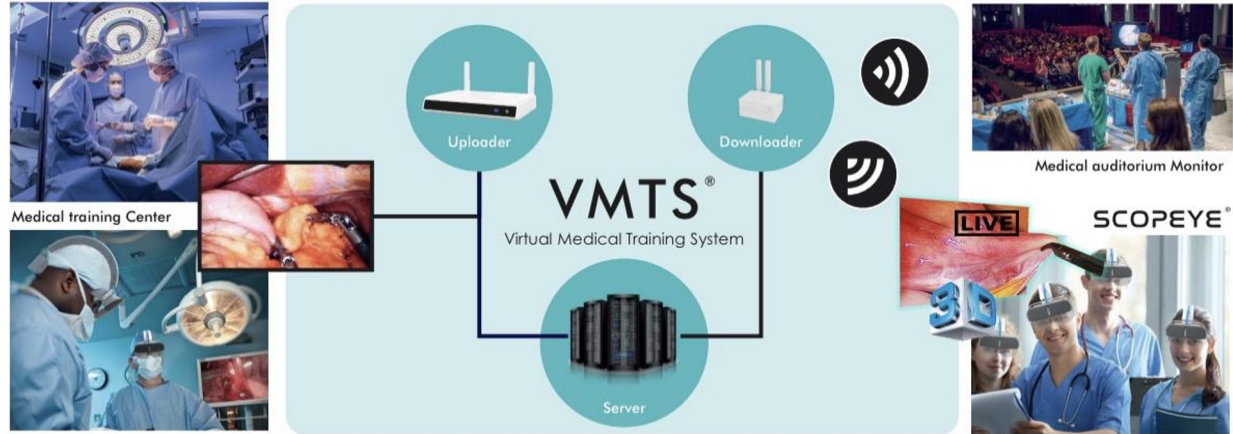 Uploader
Downloader
Medical auditorium Monitor
Medical training Center
VMTS®
Virtual Medical Training System
LIVE
SCOPEYE®
3D
Server